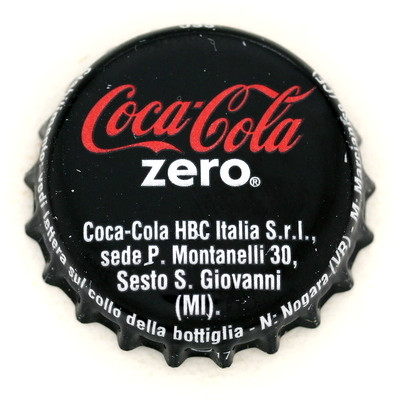 Coca-Cola
zero®
Coca-Cola HBC Italia S.r.l.,
sede P. Montanelli 30,
Sesto S. Giovanni
(MI).
lettera sul collo della bottiglia - N: Nogara (VR) - M: